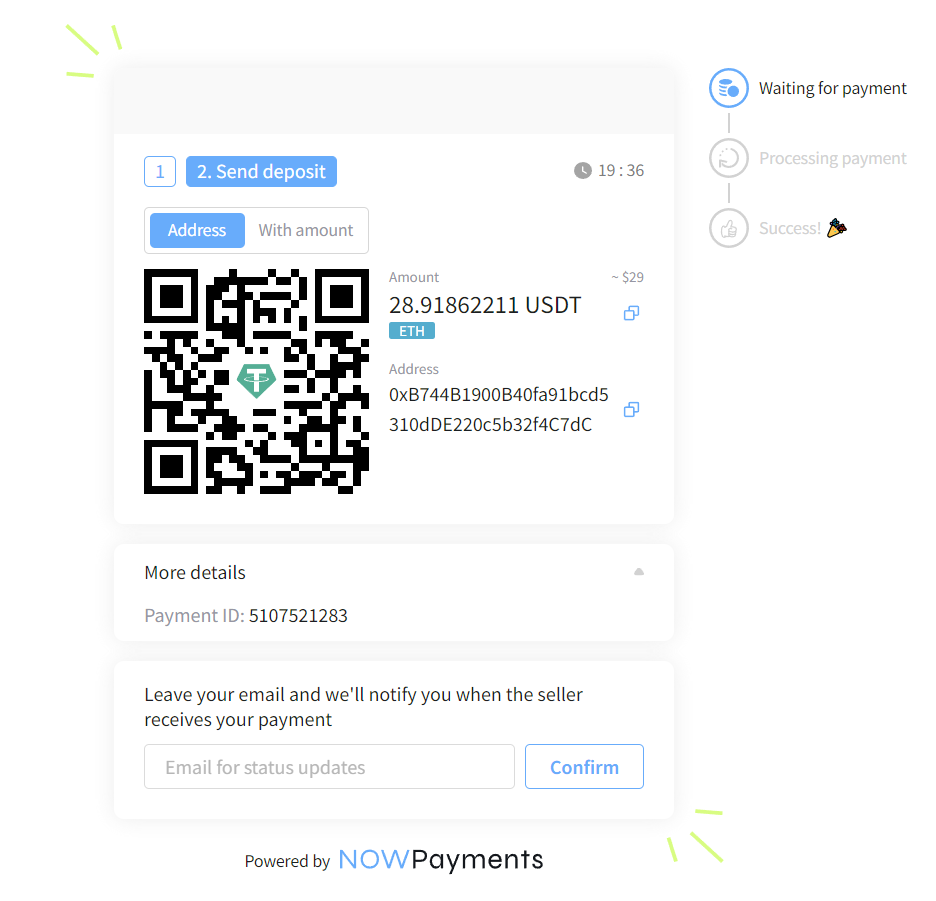 1
2. Send deposit
19 : 36
Address
With amount
Amount
~ $29
28.91862211 USDT
ETH
Address
0xB744B1900B40fa91bcd5
310dDE220c5b32f4C7dC
More details
Payment ID: 5107521283
Leave your email and we'll notify you when the seller
receives your payment
Email for status updates
Confirm
Powered by NOWPayments
Waiting for payment
Processing payment
Success! 🎉